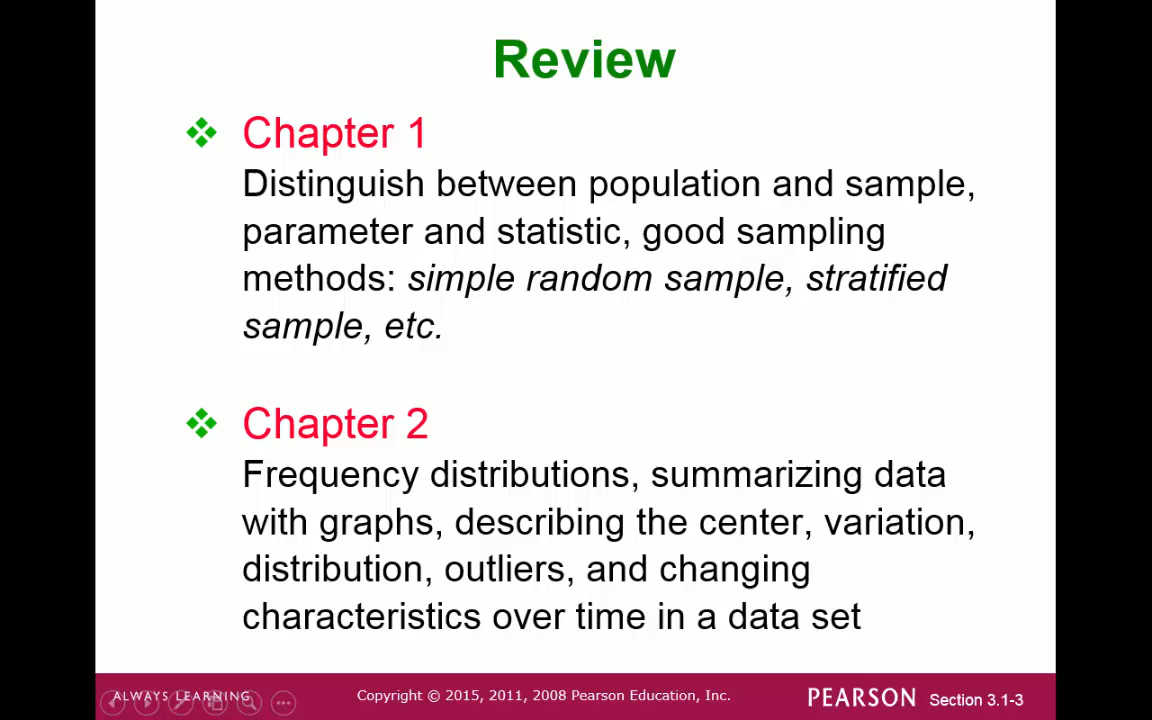 Review
Chapter 1
Distinguish between population and sample,
parameter and statistic, good sampling
methods: simple random sample, stratified
sample, etc.
Chapter 2
Frequency distributions, summarizing data
with graphs, describing the center, variation,
distribution, outliers, and changing
characteristics over time in a data set
ALWAYS LEARNING
Copyright © 2015, 2011, 2008 Pearson Education, Inc.
PEARSON
Section 3.1-3